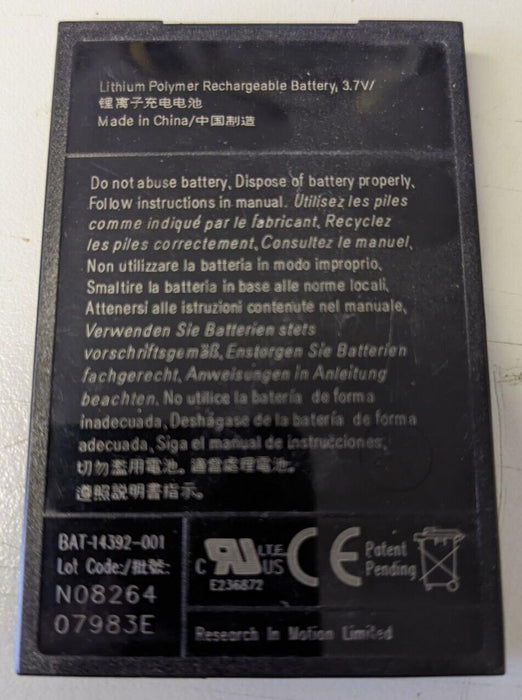 Lithium Polymer Rechargeable Battery, 3.7V/
锂离子充电电池
Made in China/中国制造
Do not abuse battery. Dispose of battery properly.
Follow instructions in manual. Utilisez les piles
comme indiqué par le fabricant. Recyclez
les piles correctement. Consultez le manuel.
Non utilizzare la batteria in modo improprio.
Smaltire la batteria in base alle norme locali.
Attenersi alle istruzioni contenute nel manuale.
Verwenden Sie Batterien stets
vorschriftsgemäß. Enstorgen Sie Batterien
fachgerecht. Anweisungen in Anleitung
beachten. No utilice la batería de forma
inadecuada. Deshágase de la batería de forma
adecuada. Siga el manual de instrucciones.
切勿濫用電池。適當處理電池。
遵照説明書指示。
BAT-14392-001
Lot Code:/批號:
N08264
07983E
C RU US LTE.
E236872
CE
Patent
Pending
Research In Motion Limited